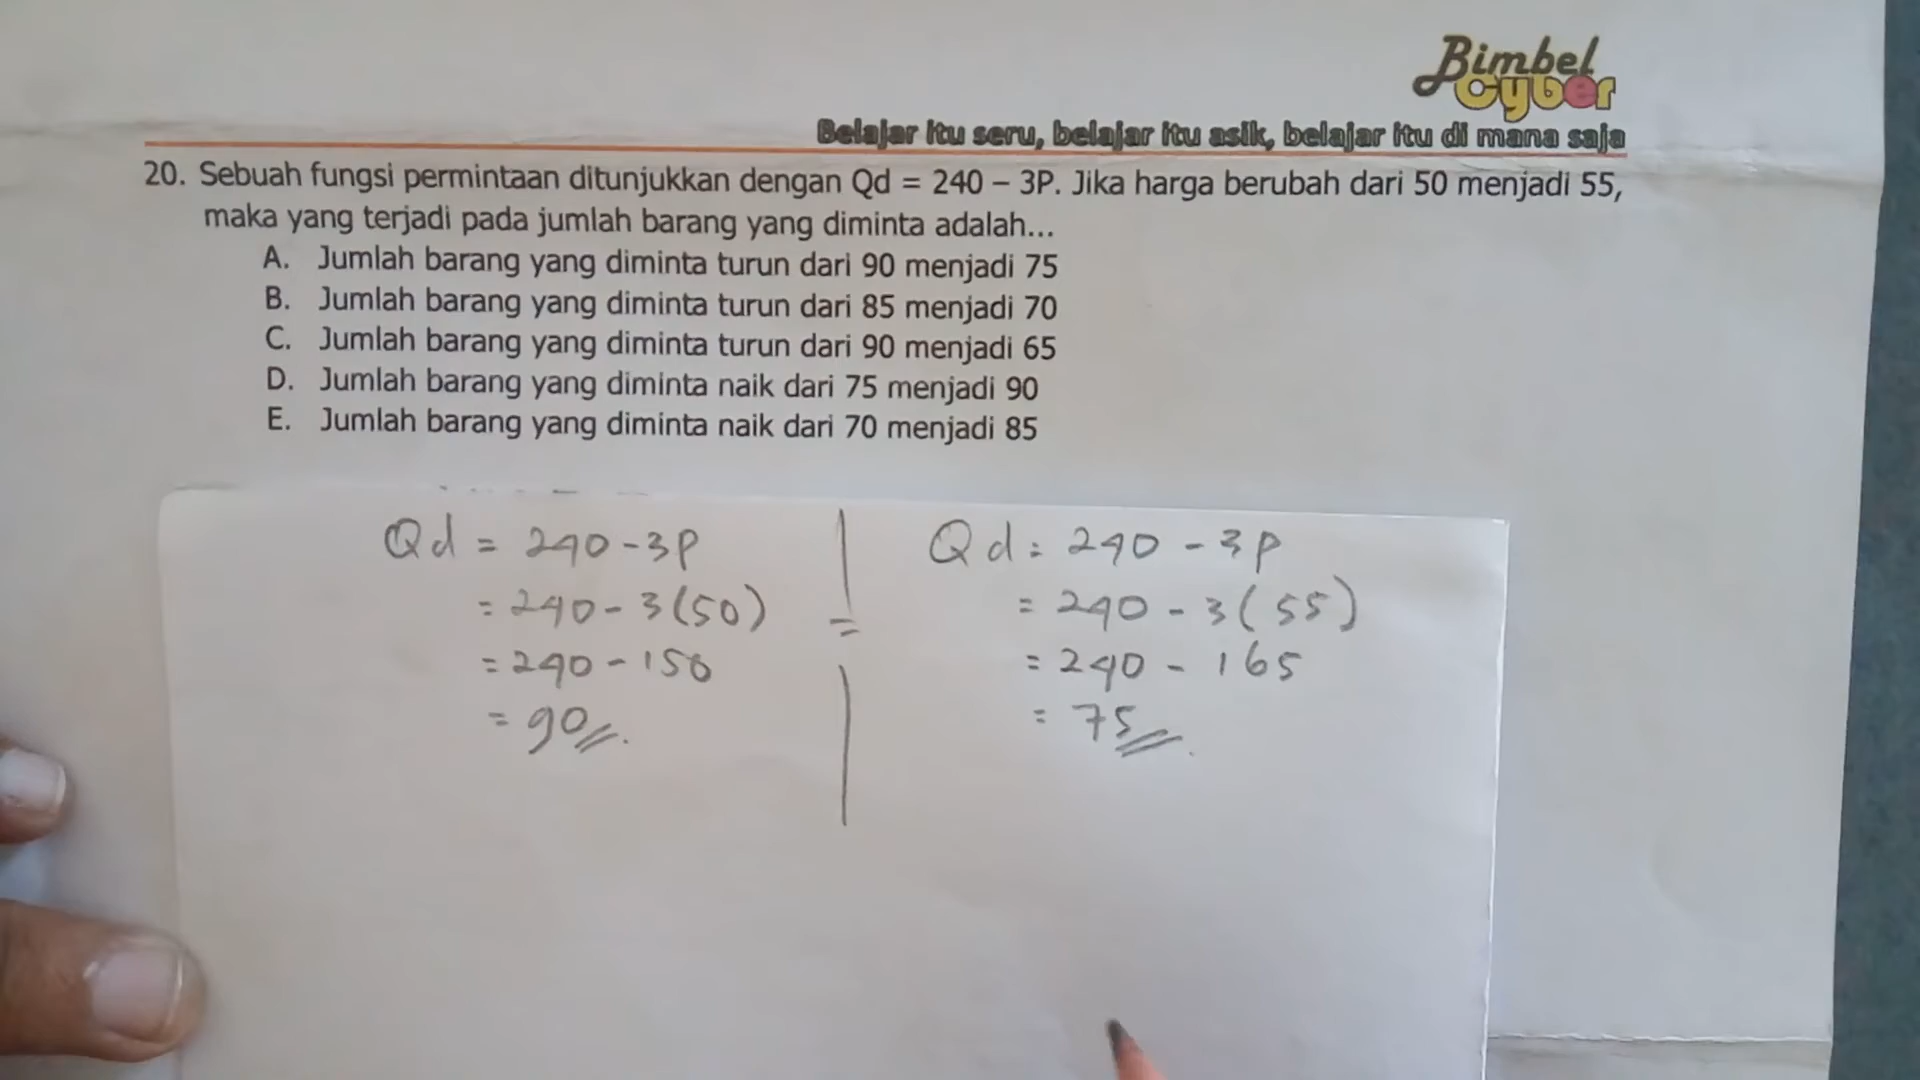 Bimbel
Cyber
Belajar itu seru, belajar itu asik, belajar itu di mana saja
20. Sebuah fungsi permintaan ditunjukkan dengan Qd = 240 – 3P. Jika harga berubah dari 50 menjadi 55,
maka yang terjadi pada jumlah barang yang diminta adalah...
A. Jumlah barang yang diminta turun dari 90 menjadi 75
B. Jumlah barang yang diminta turun dari 85 menjadi 70
C. Jumlah barang yang diminta turun dari 90 menjadi 65
D. Jumlah barang yang diminta naik dari 75 menjadi 90
E. Jumlah barang yang diminta naik dari 70 menjadi 85
Qd = 240 - 3P
= 240 - 3(50)
= 240 - 150
= 90
=
Qd = 240 - 3P
= 240 - 3(55)
= 240 - 165
= 75